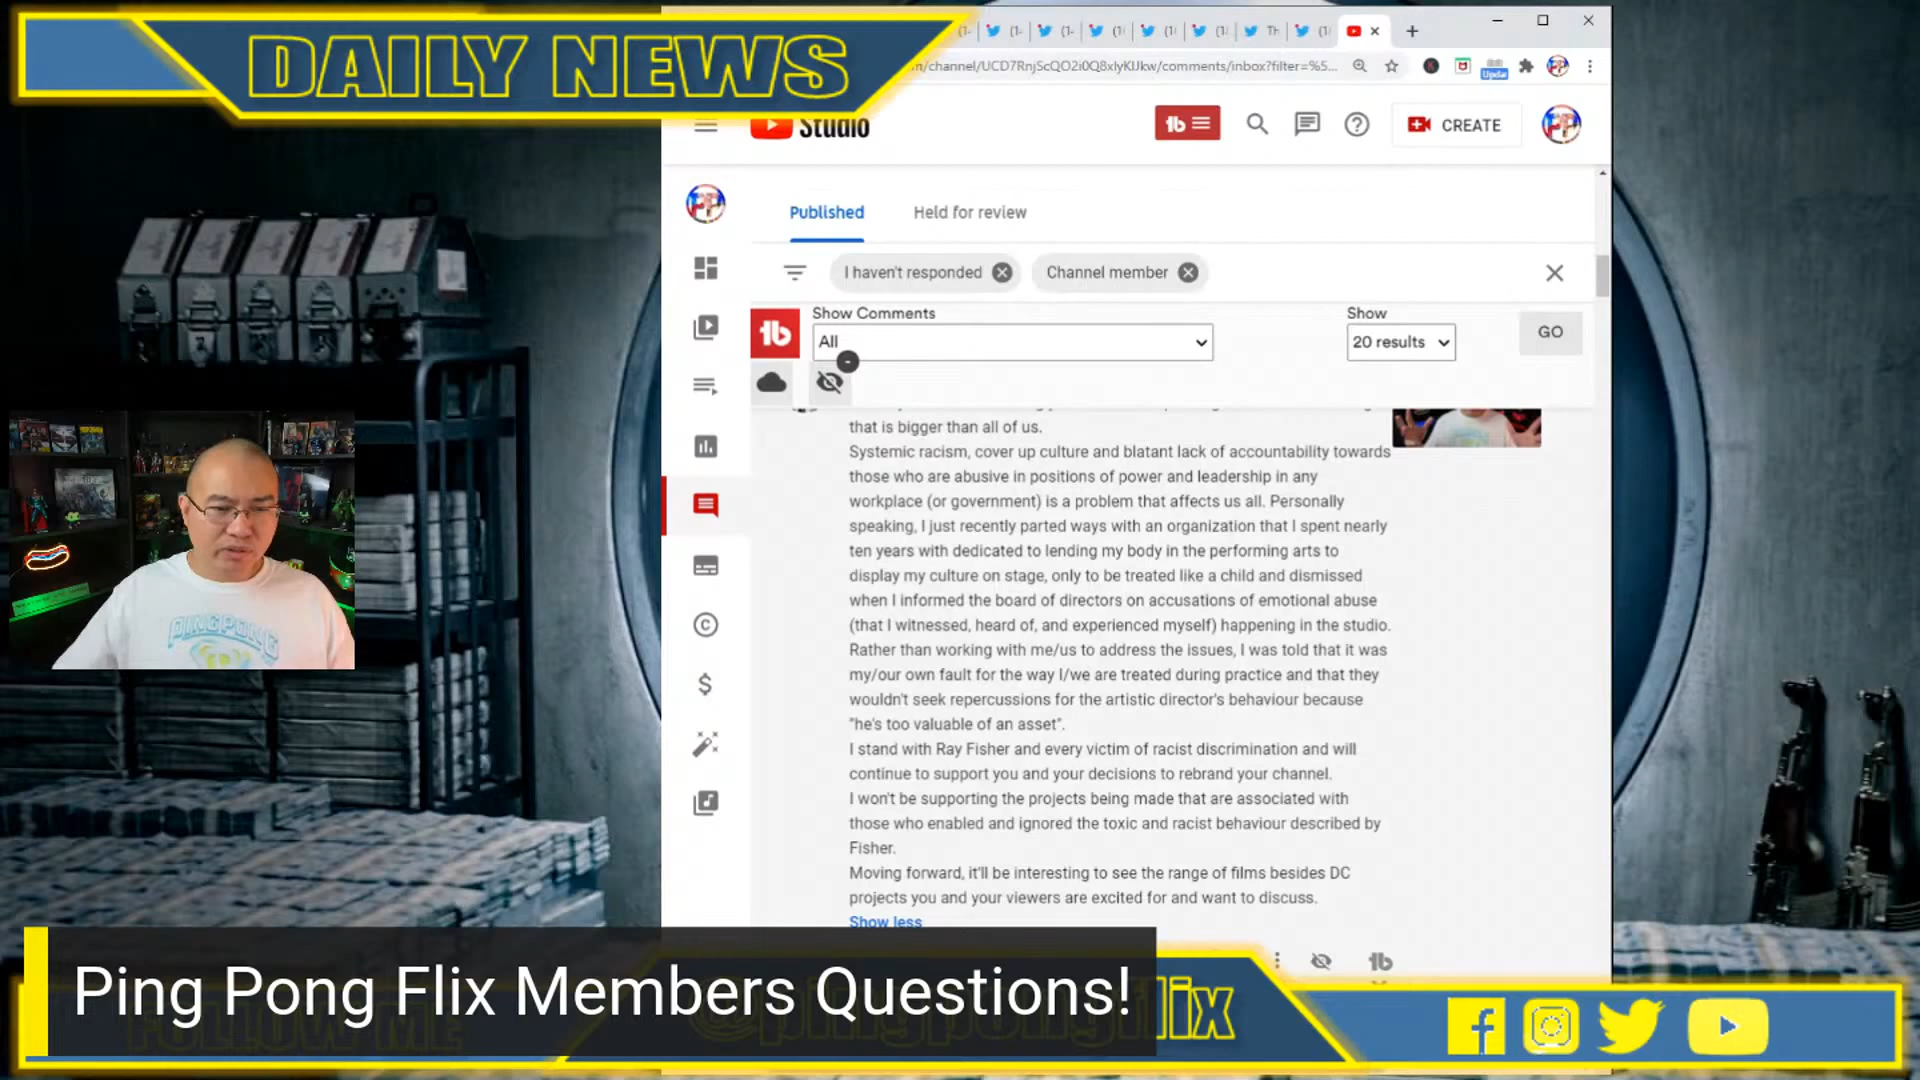 DAILY NEWS
m/channel/UCD7RnjScQO2i0Q8xlyKlJkw/comments/inbox?filter=%5...
Studio
CREATE
Published
Held for review
I haven't responded
Channel member
Show Comments
Show
All
20 results
GO
that is bigger than all of us.
Systemic racism, cover up culture and blatant lack of accountability towards
those who are abusive in positions of power and leadership in any
workplace (or government) is a problem that affects us all. Personally
speaking, I just recently parted ways with an organization that I spent nearly
ten years with dedicated to lending my body in the performing arts to
display my culture on stage, only to be treated like a child and dismissed
when I informed the board of directors on accusations of emotional abuse
(that I witnessed, heard of, and experienced myself) happening in the studio.
Rather than working with me/us to address the issues, I was told that it was
my/our own fault for the way I/we are treated during practice and that they
wouldn't seek repercussions for the artistic director's behaviour because
"he's too valuable of an asset".
I stand with Ray Fisher and every victim of racist discrimination and will
continue to support you and your decisions to rebrand your channel.
I won't be supporting the projects being made that are associated with
those who enabled and ignored the toxic and racist behaviour described by
Fisher.
Moving forward, it'll be interesting to see the range of films besides DC
projects you and your viewers are excited for and want to discuss.
Show less
PINGPONG
Ping Pong Flix Members Questions!
FOLLOW ME
@pingpongflix